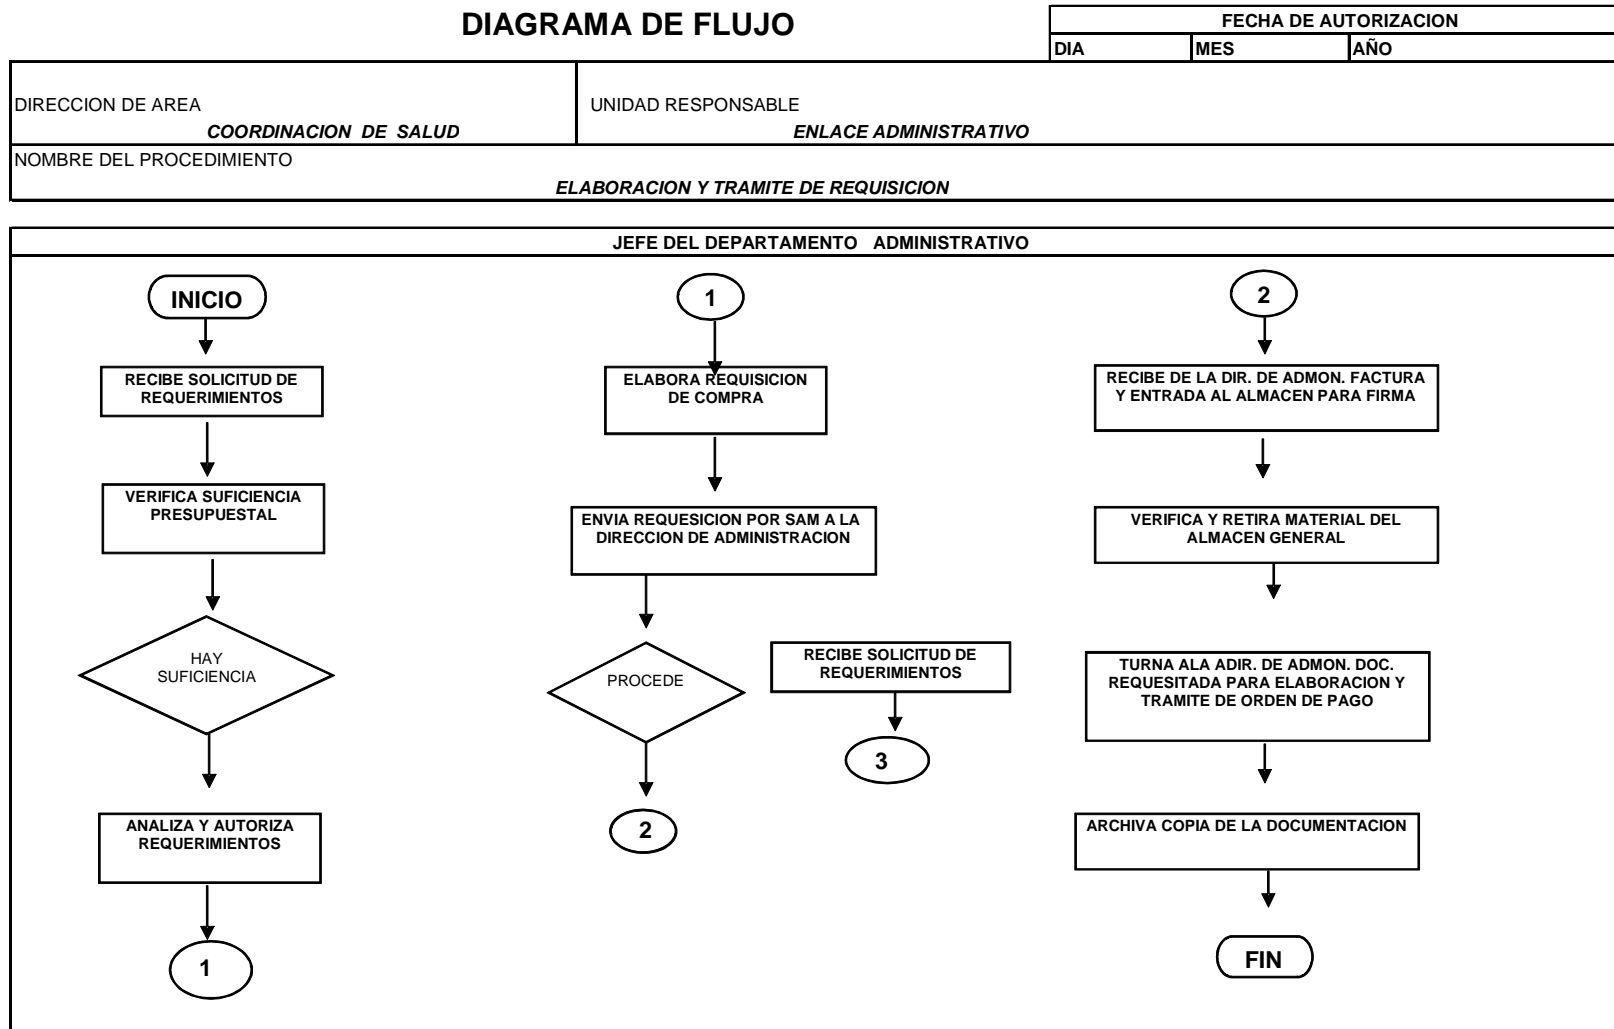 DIAGRAMA DE FLUJO
FECHA DE AUTORIZACION
DIA MES AÑO
DIRECCION DE AREA
COORDINACION DE SALUD
UNIDAD RESPONSABLE
ENLACE ADMINISTRATIVO
NOMBRE DEL PROCEDIMIENTO
ELABORACION Y TRAMITE DE REQUISICION
JEFE DEL DEPARTAMENTO ADMINISTRATIVO
INICIO
RECIBE SOLICITUD DE
REQUERIMIENTOS
VERIFICA SUFICIENCIA
PRESUPUESTAL
HAY
SUFICIENCIA
ANALIZA Y AUTORIZA
REQUERIMIENTOS
1
1
ELABORA REQUISICION
DE COMPRA
ENVIA REQUESICION POR SAM A LA
DIRECCION DE ADMINISTRACION
PROCEDE
2
RECIBE SOLICITUD DE
REQUERIMIENTOS
3
2
RECIBE DE LA DIR. DE ADMON. FACTURA
Y ENTRADA AL ALMACEN PARA FIRMA
VERIFICA Y RETIRA MATERIAL DEL
ALMACEN GENERAL
TURNA ALA ADIR. DE ADMON. DOC.
REQUESITADA PARA ELABORACION Y
TRAMITE DE ORDEN DE PAGO
ARCHIVA COPIA DE LA DOCUMENTACION
FIN